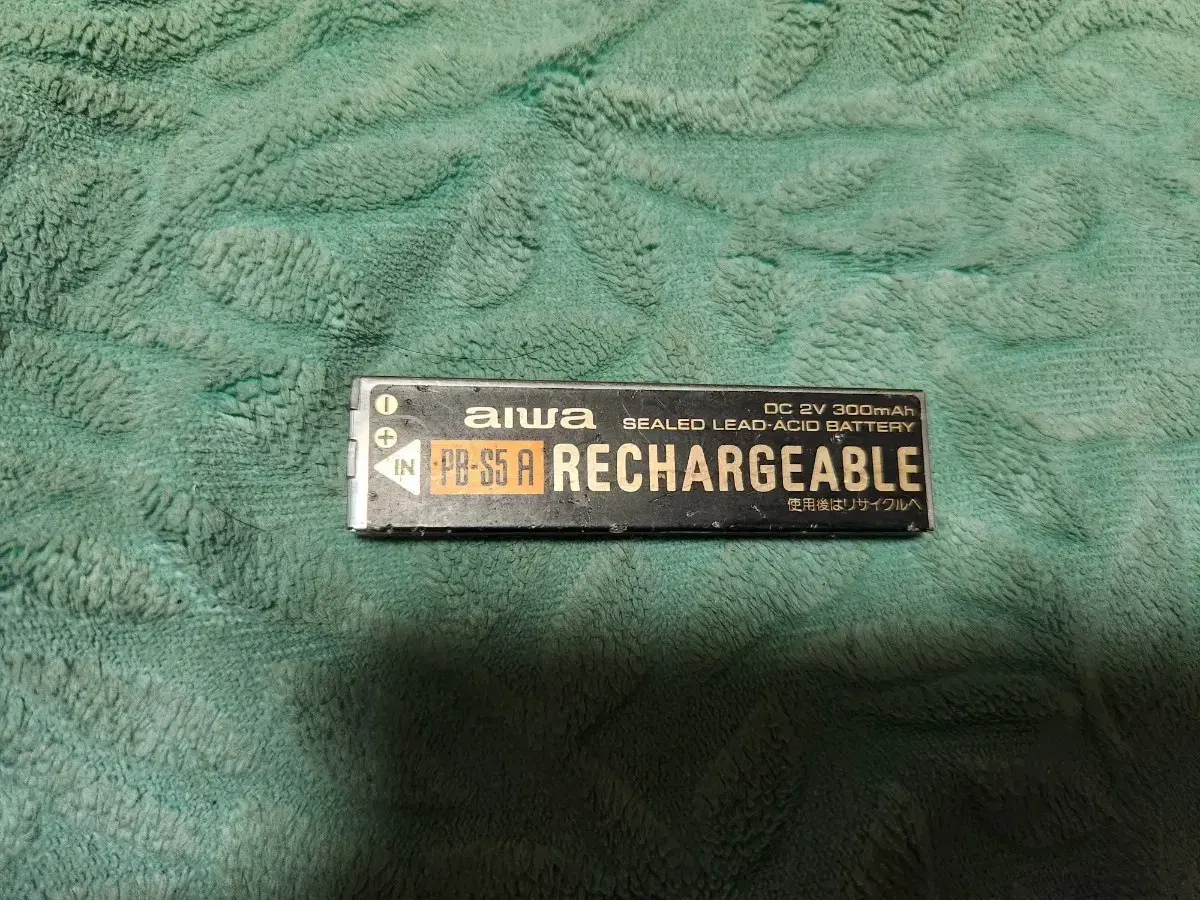 ⊖
aiwa
DC 2V 300mAh
SEALED LEAD-ACID BATTERY
⊕
IN
PB-S5 A
RECHARGEABLE
使用後はリサイクルへ